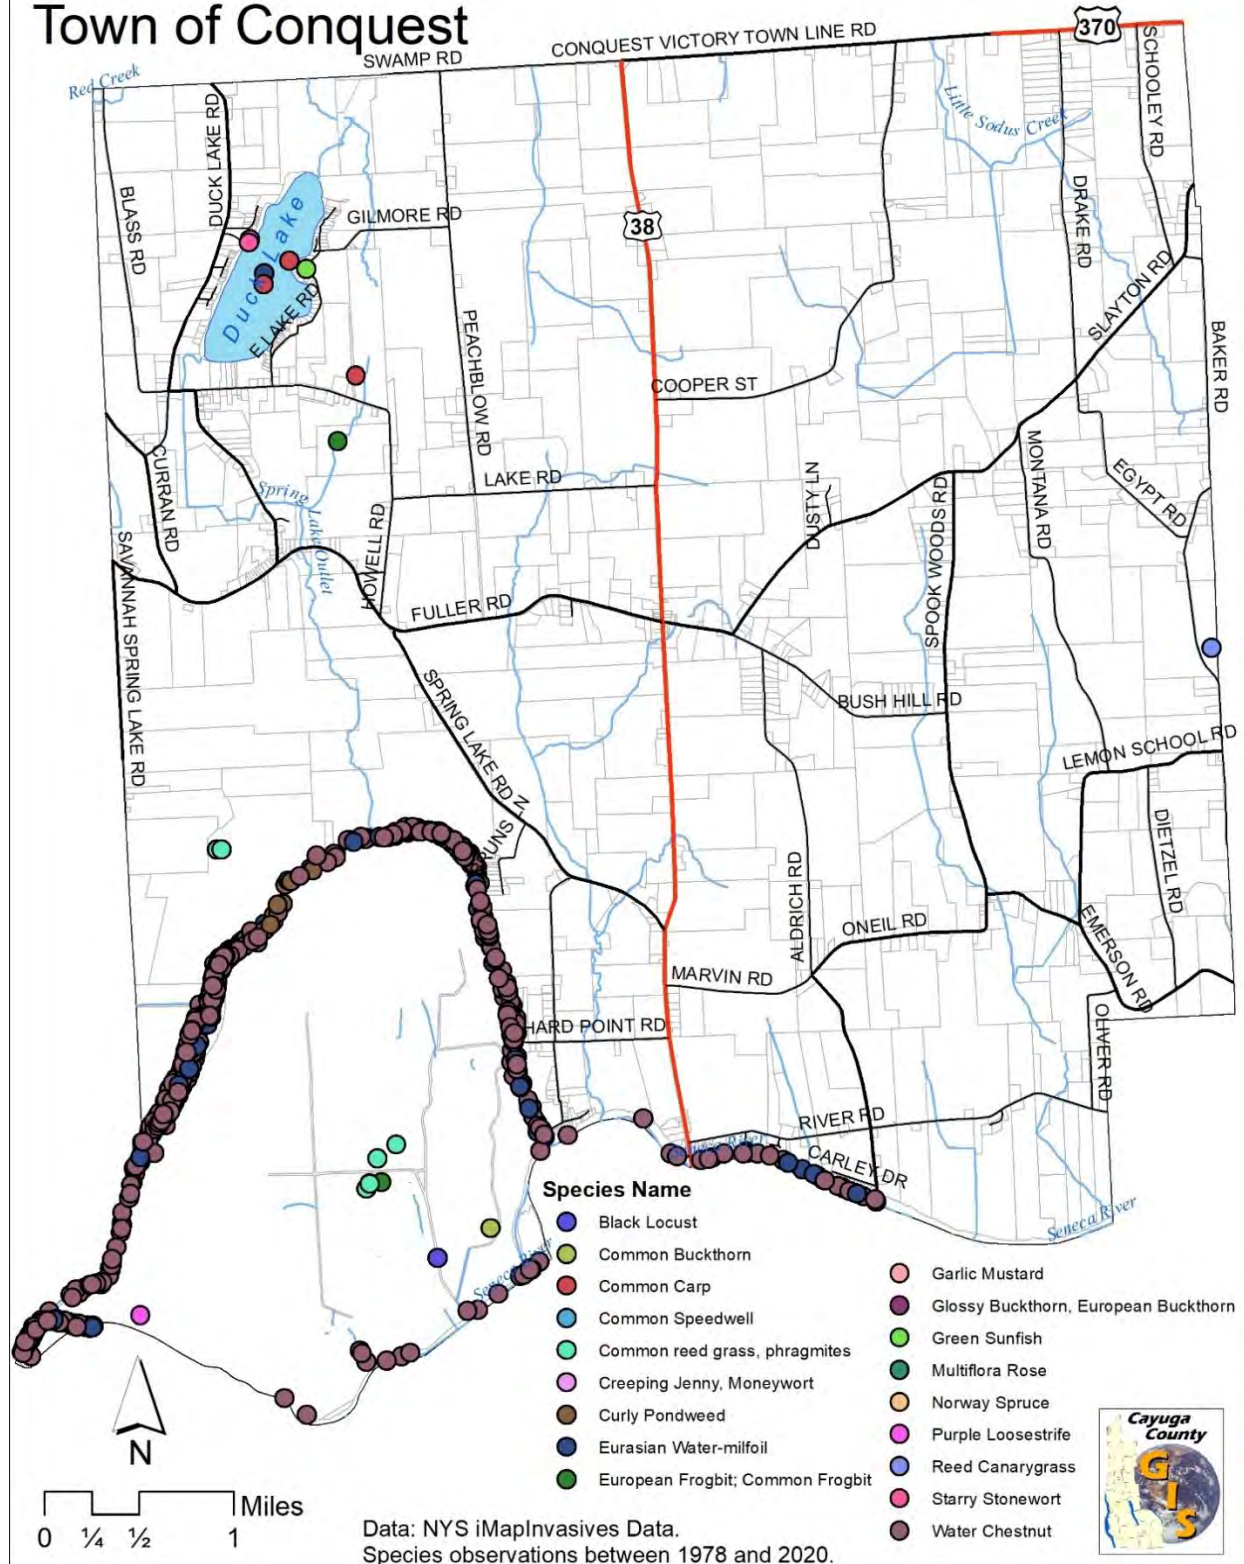 Town of Conquest
370
SWAMP RD
CONQUEST VICTORY TOWN LINE RD
SCHOOLEY RD
Red Creek
DUCK LAKE RD
Little Sodus Creek
BLASS RD
GILMORE RD
38
DRAKE RD
Duck Lake
SLAYTON RD
E LAKE RD
PEACHBLOW RD
BAKER RD
COOPER ST
CURRAN RD
LAKE RD
DUSTY LN
MONTANA RD
EGYPT RD
Spring Lake Outlet
SAVANNAH SPRING LAKE RD
HOWELL RD
SPOOK WOODS RD
FULLER RD
SPRING LAKE RD
BUSH HILL RD
LEMON SCHOOL RD
DIETZEL RD
ALDRICH RD
ONEIL RD
EMERSON RD
MARVIN RD
HARD POINT RD
OLIVER RD
RIVER RD
Seneca River
CARLEY DR
Seneca River
Seneca River
Species Name
Black Locust
Common Buckthorn
Common Carp
Common Speedwell
Common reed grass, phragmites
Creeping Jenny, Moneywort
Curly Pondweed
Eurasian Water-milfoil
European Frogbit; Common Frogbit
Garlic Mustard
Glossy Buckthorn, European Buckthorn
Green Sunfish
Multiflora Rose
Norway Spruce
Purple Loosestrife
Reed Canarygrass
Starry Stonewort
Water Chestnut
N
Miles
0 ¼ ½ 1
Data: NYS iMapInvasives Data.
Species observations between 1978 and 2020.
Cayuga
County
GIS